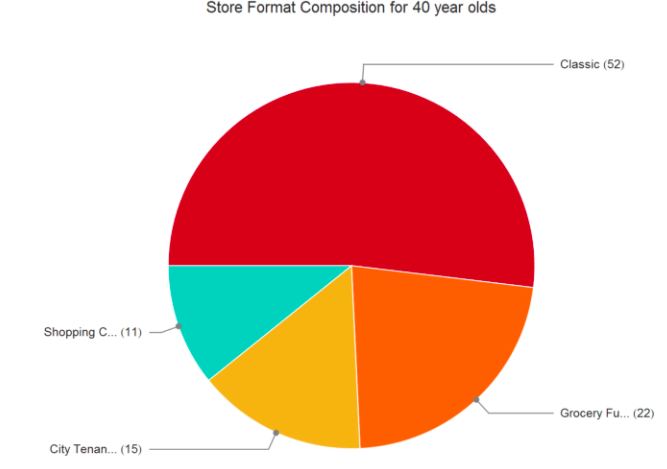 Store Format Composition for 40 year olds
Classic (52)
Shopping C... (11)
Grocery Fu... (22)
City Tenan... (15)